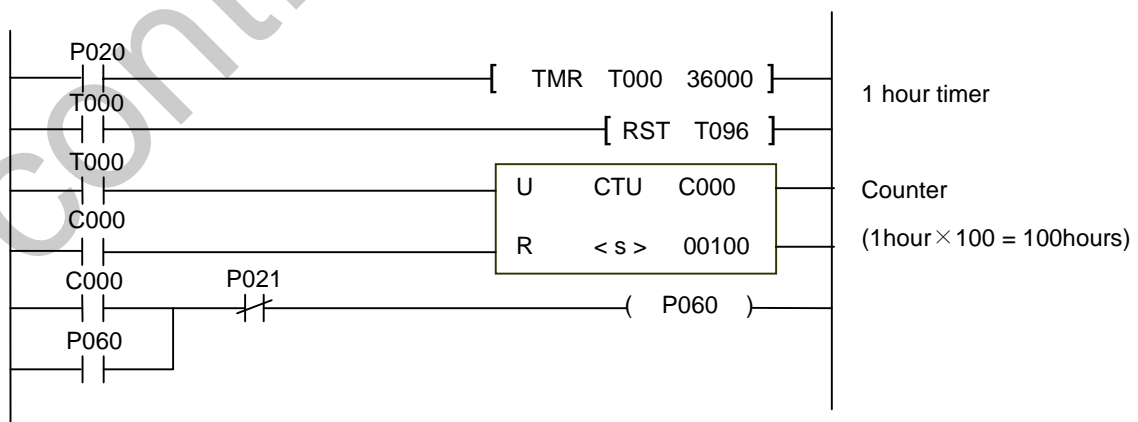 P020
[ TMR T000 36000 ]
1 hour timer
T000
[ RST T096 ]
T000
U CTU C000
Counter
C000
R < s > 00100
(1hour×100 = 100hours)
C000 P021
( P060 )
P060